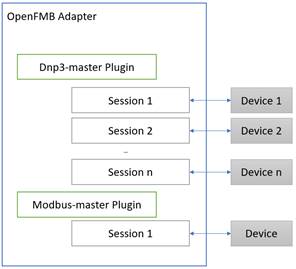 OpenFMB Adapter
Dnp3-master Plugin
Session 1
Device 1
Session 2
Device 2
...
Session n
Device n
Modbus-master Plugin
Session 1
Device